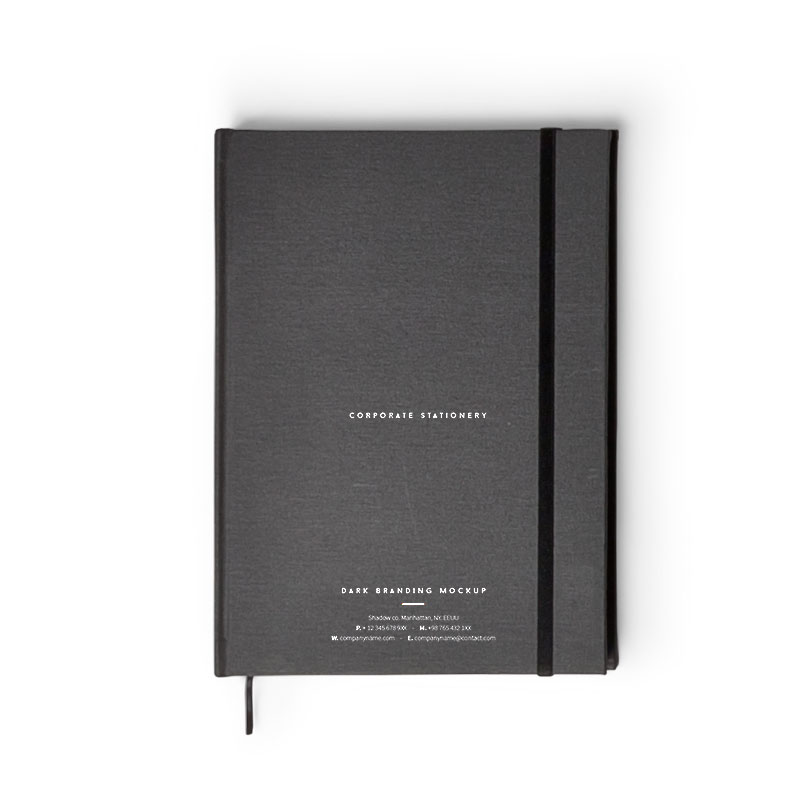 CORPORATE STATIONERY
DARK BRANDING MOCKUP
Shadow co. Manhattan, NY. EEUU
P. + 12 345 678 9XX - M. +98 765 432 1XX
W. companyname.com - E. companyname@contact.com